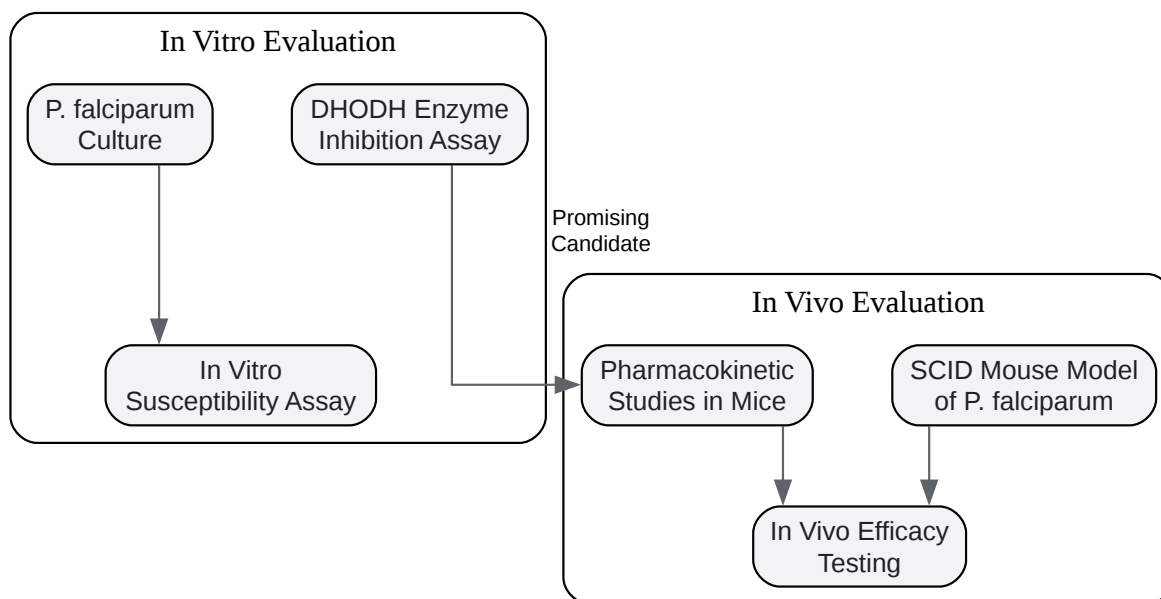 In Vitro Evaluation
P. falciparum
Culture
DHODH Enzyme
Inhibition Assay
Promising
Candidate
In Vitro
Susceptibility Assay
In Vivo Evaluation
Pharmacokinetic
Studies in Mice
SCID Mouse Model
of P. falciparum
In Vivo Efficacy
Testing